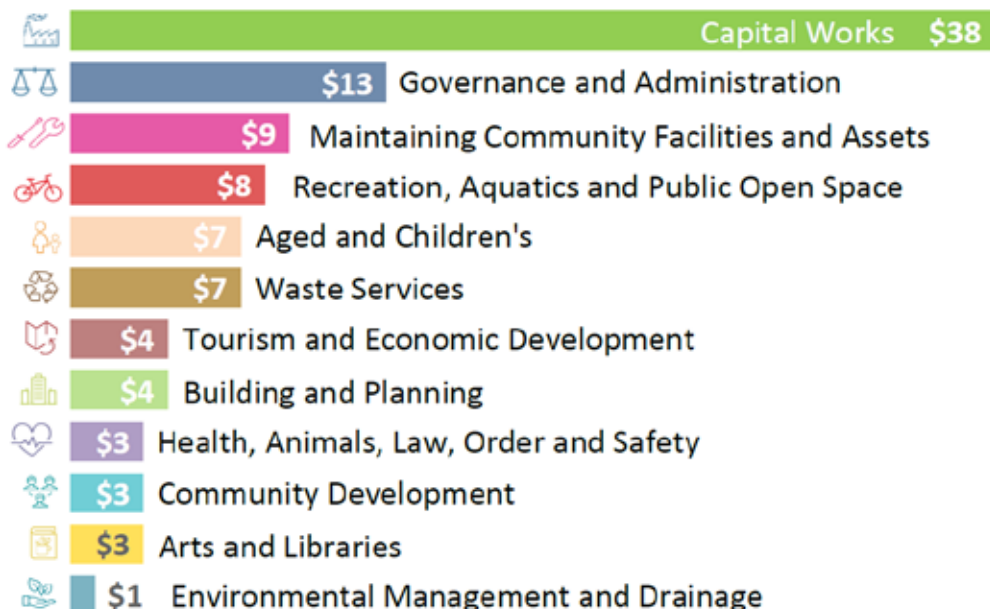 Capital Works $38
$13 Governance and Administration
$9 Maintaining Community Facilities and Assets
$8 Recreation, Aquatics and Public Open Space
$7 Aged and Children's
$7 Waste Services
$4 Tourism and Economic Development
$4 Building and Planning
$3 Health, Animals, Law, Order and Safety
$3 Community Development
$3 Arts and Libraries
$1 Environmental Management and Drainage